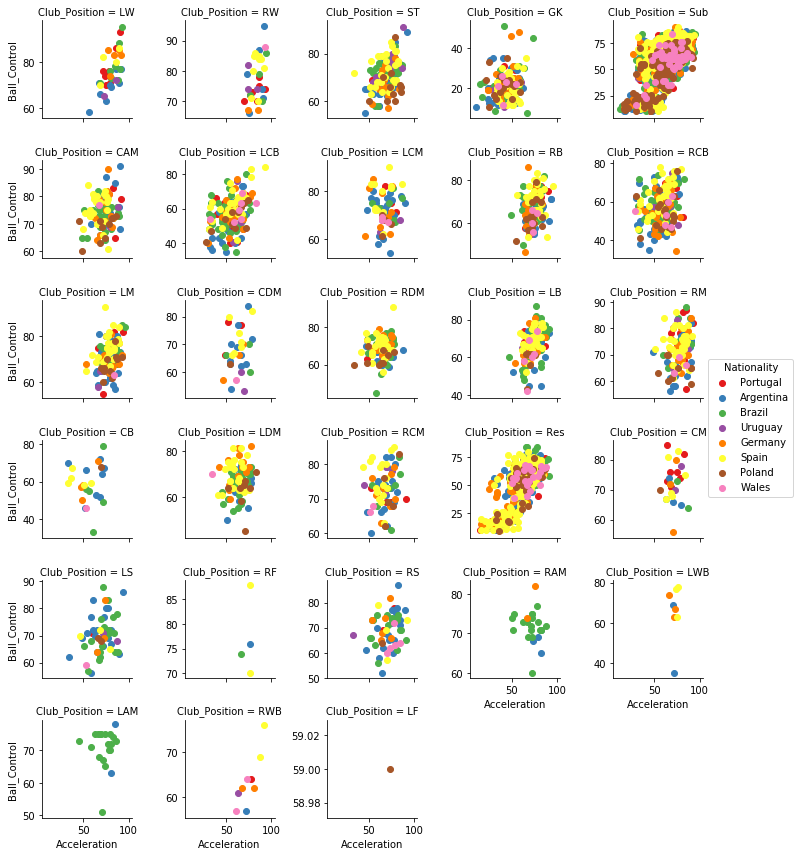 Club_Position = LW
Club_Position = RW
Club_Position = ST
Club_Position = GK
Club_Position = Sub
Ball_Control
80
60
90
80
70
80
60
40
20
75
50
25
Club_Position = CAM
Club_Position = LCB
Club_Position = LCM
Club_Position = RB
Club_Position = RCB
Ball_Control
90
80
70
60
80
60
40
80
60
80
60
80
60
40
Club_Position = LM
Club_Position = CDM
Club_Position = RDM
Club_Position = LB
Club_Position = RM
Ball_Control
80
60
80
70
60
80
60
40
80
60
40
90
80
70
60
Nationality
Portugal
Argentina
Brazil
Uruguay
Germany
Spain
Poland
Wales
Club_Position = CB
Club_Position = LDM
Club_Position = RCM
Club_Position = Res
Club_Position = CM
Ball_Control
80
60
40
80
60
80
70
60
75
50
25
80
70
60
Club_Position = LS
Club_Position = RF
Club_Position = RS
Club_Position = RAM
Club_Position = LWB
Ball_Control
90
80
70
60
85
80
75
70
80
70
60
50
80
70
60
80
60
40
50
100
50
100
Acceleration
Acceleration
Club_Position = LAM
Club_Position = RWB
Club_Position = LF
Ball_Control
70
60
50
70
60
59.02
59.00
58.98
50
100
50
100
50
100
Acceleration
Acceleration
Acceleration